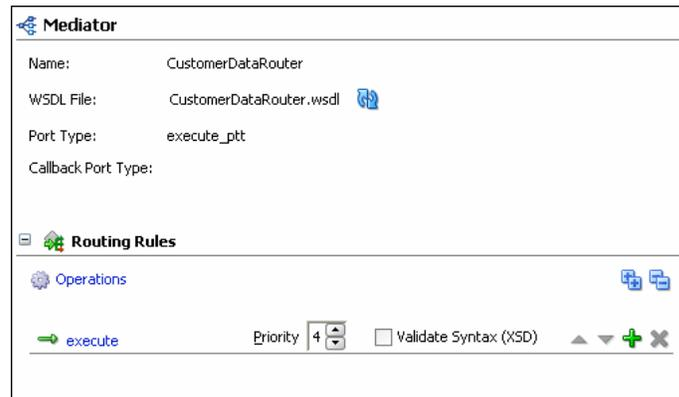 Mediator
Name: CustomerDataRouter
WSDL File: CustomerDataRouter.wsdl
Port Type: execute_ptt
Callback Port Type:
Routing Rules
Operations
execute Priority 4 Validate Syntax (XSD)